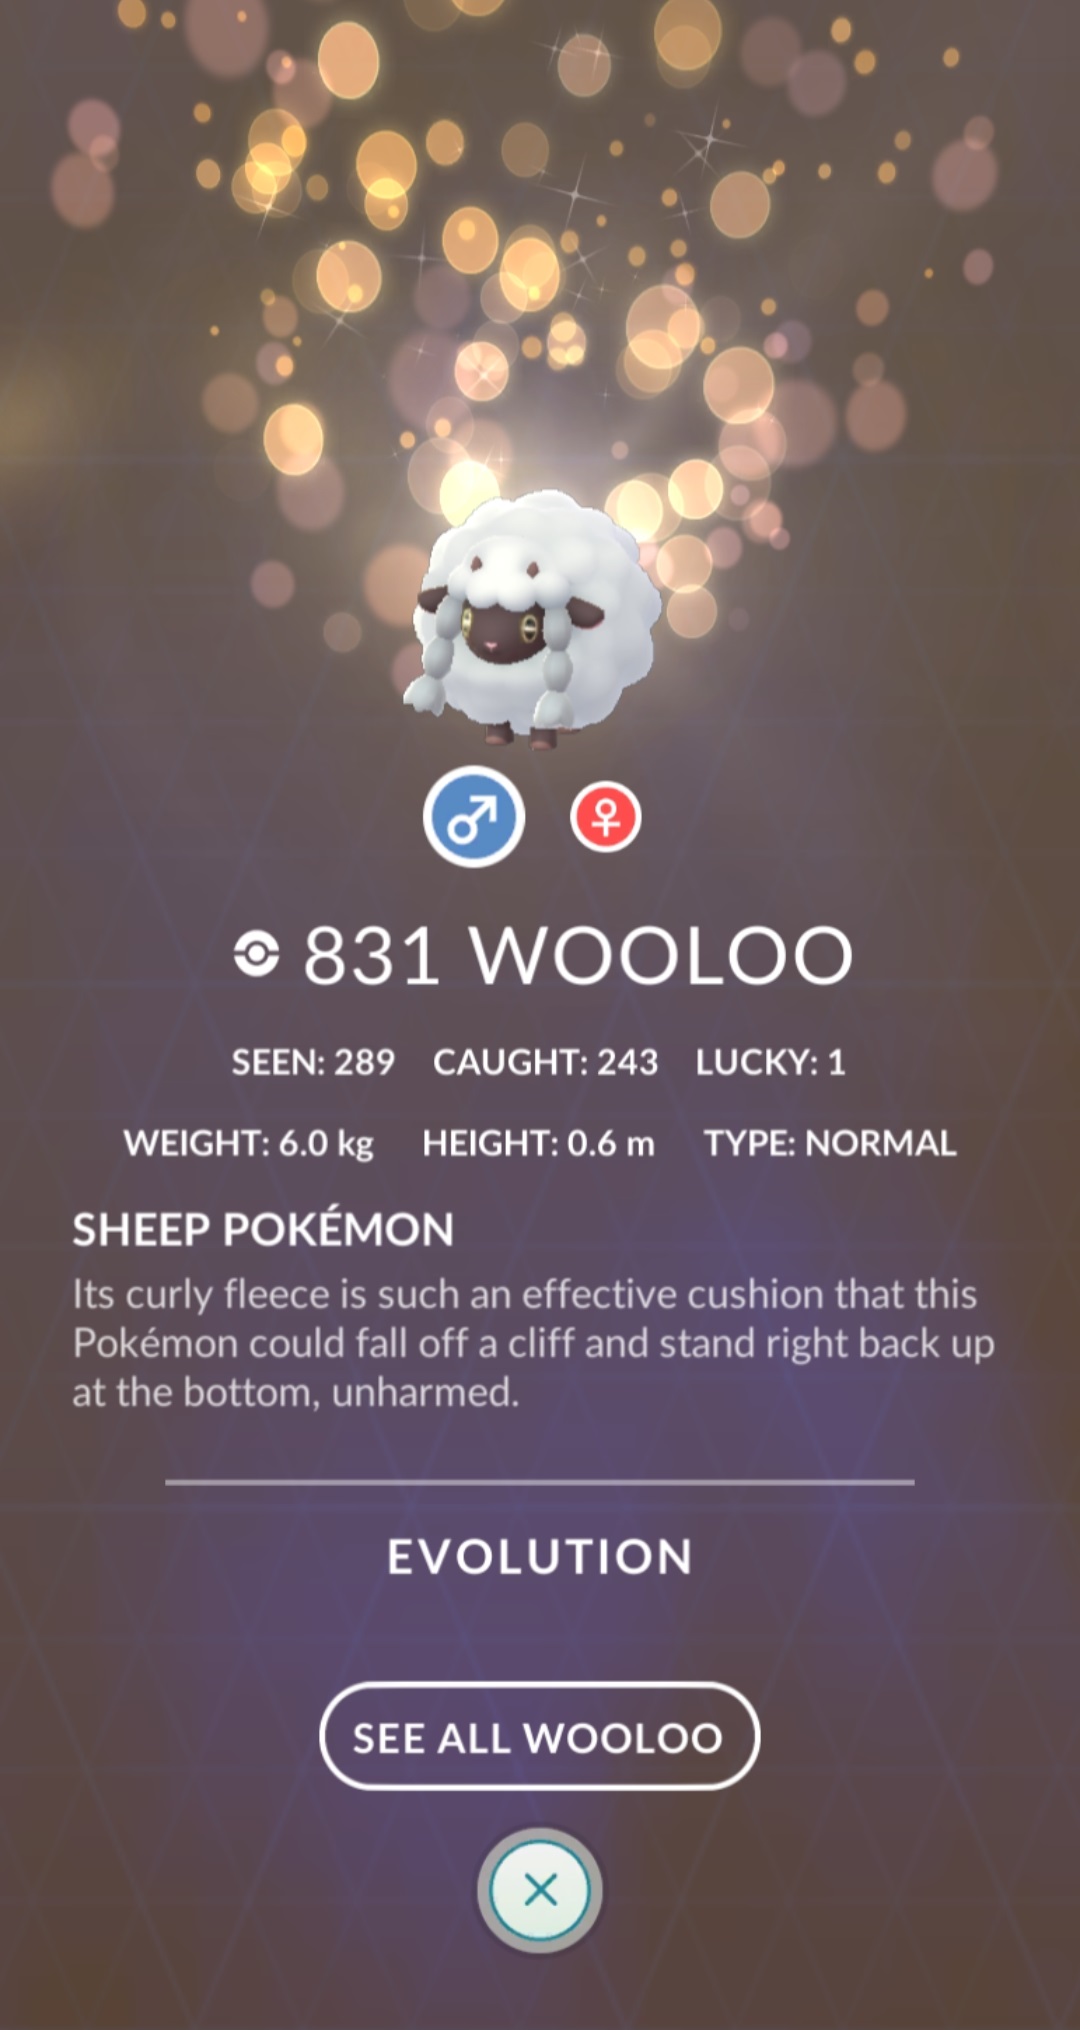 831 WOOLOO
SEEN: 289 CAUGHT: 243 LUCKY: 1
WEIGHT: 6.0 kg HEIGHT: 0.6 m TYPE: NORMAL
SHEEP POKÉMON
Its curly fleece is such an effective cushion that this
Pokémon could fall off a cliff and stand right back up
at the bottom, unharmed.
EVOLUTION
SEE ALL WOOLOO